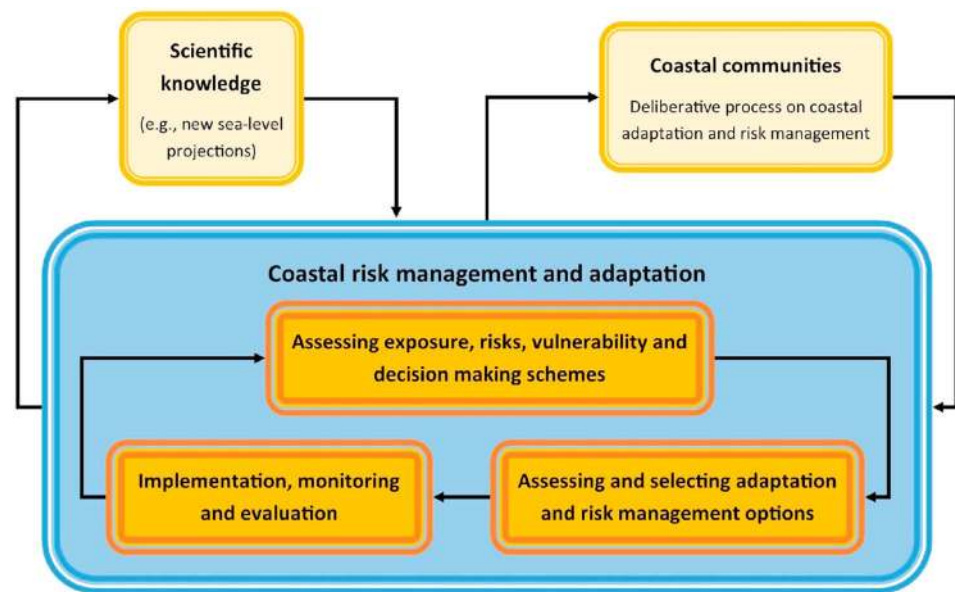 Scientific
knowledge
(e.g., new sea-level
projections)
Coastal communities
Deliberative process on coastal
adaptation and risk management
Coastal risk management and adaptation
Assessing exposure, risks, vulnerability and
decision making schemes
Implementation, monitoring
and evaluation
Assessing and selecting adaptation
and risk management options